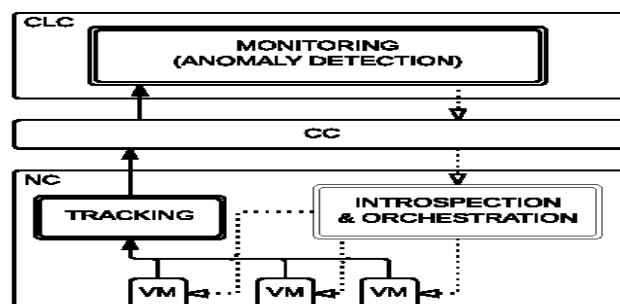 CLC
MONITORING
(ANOMALY DETECTION)
CC
NC
TRACKING
INTROSPECTION
& ORCHESTRATION
VM
VM
VM